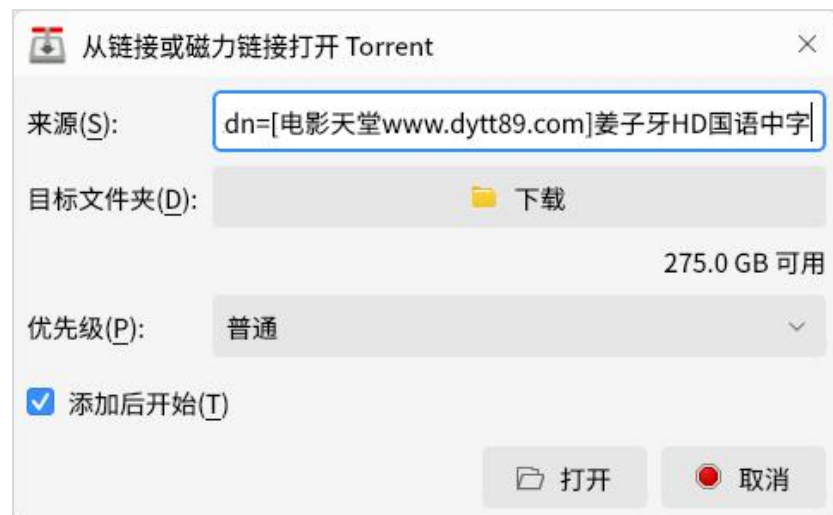 从链接或磁力链接打开 Torrent
来源(S): dn=[电影天堂www.dytt89.com]姜子牙HD国语中字
目标文件夹(D): 下载
275.0 GB 可用
优先级(P): 普通
添加后开始(T)
打开 取消